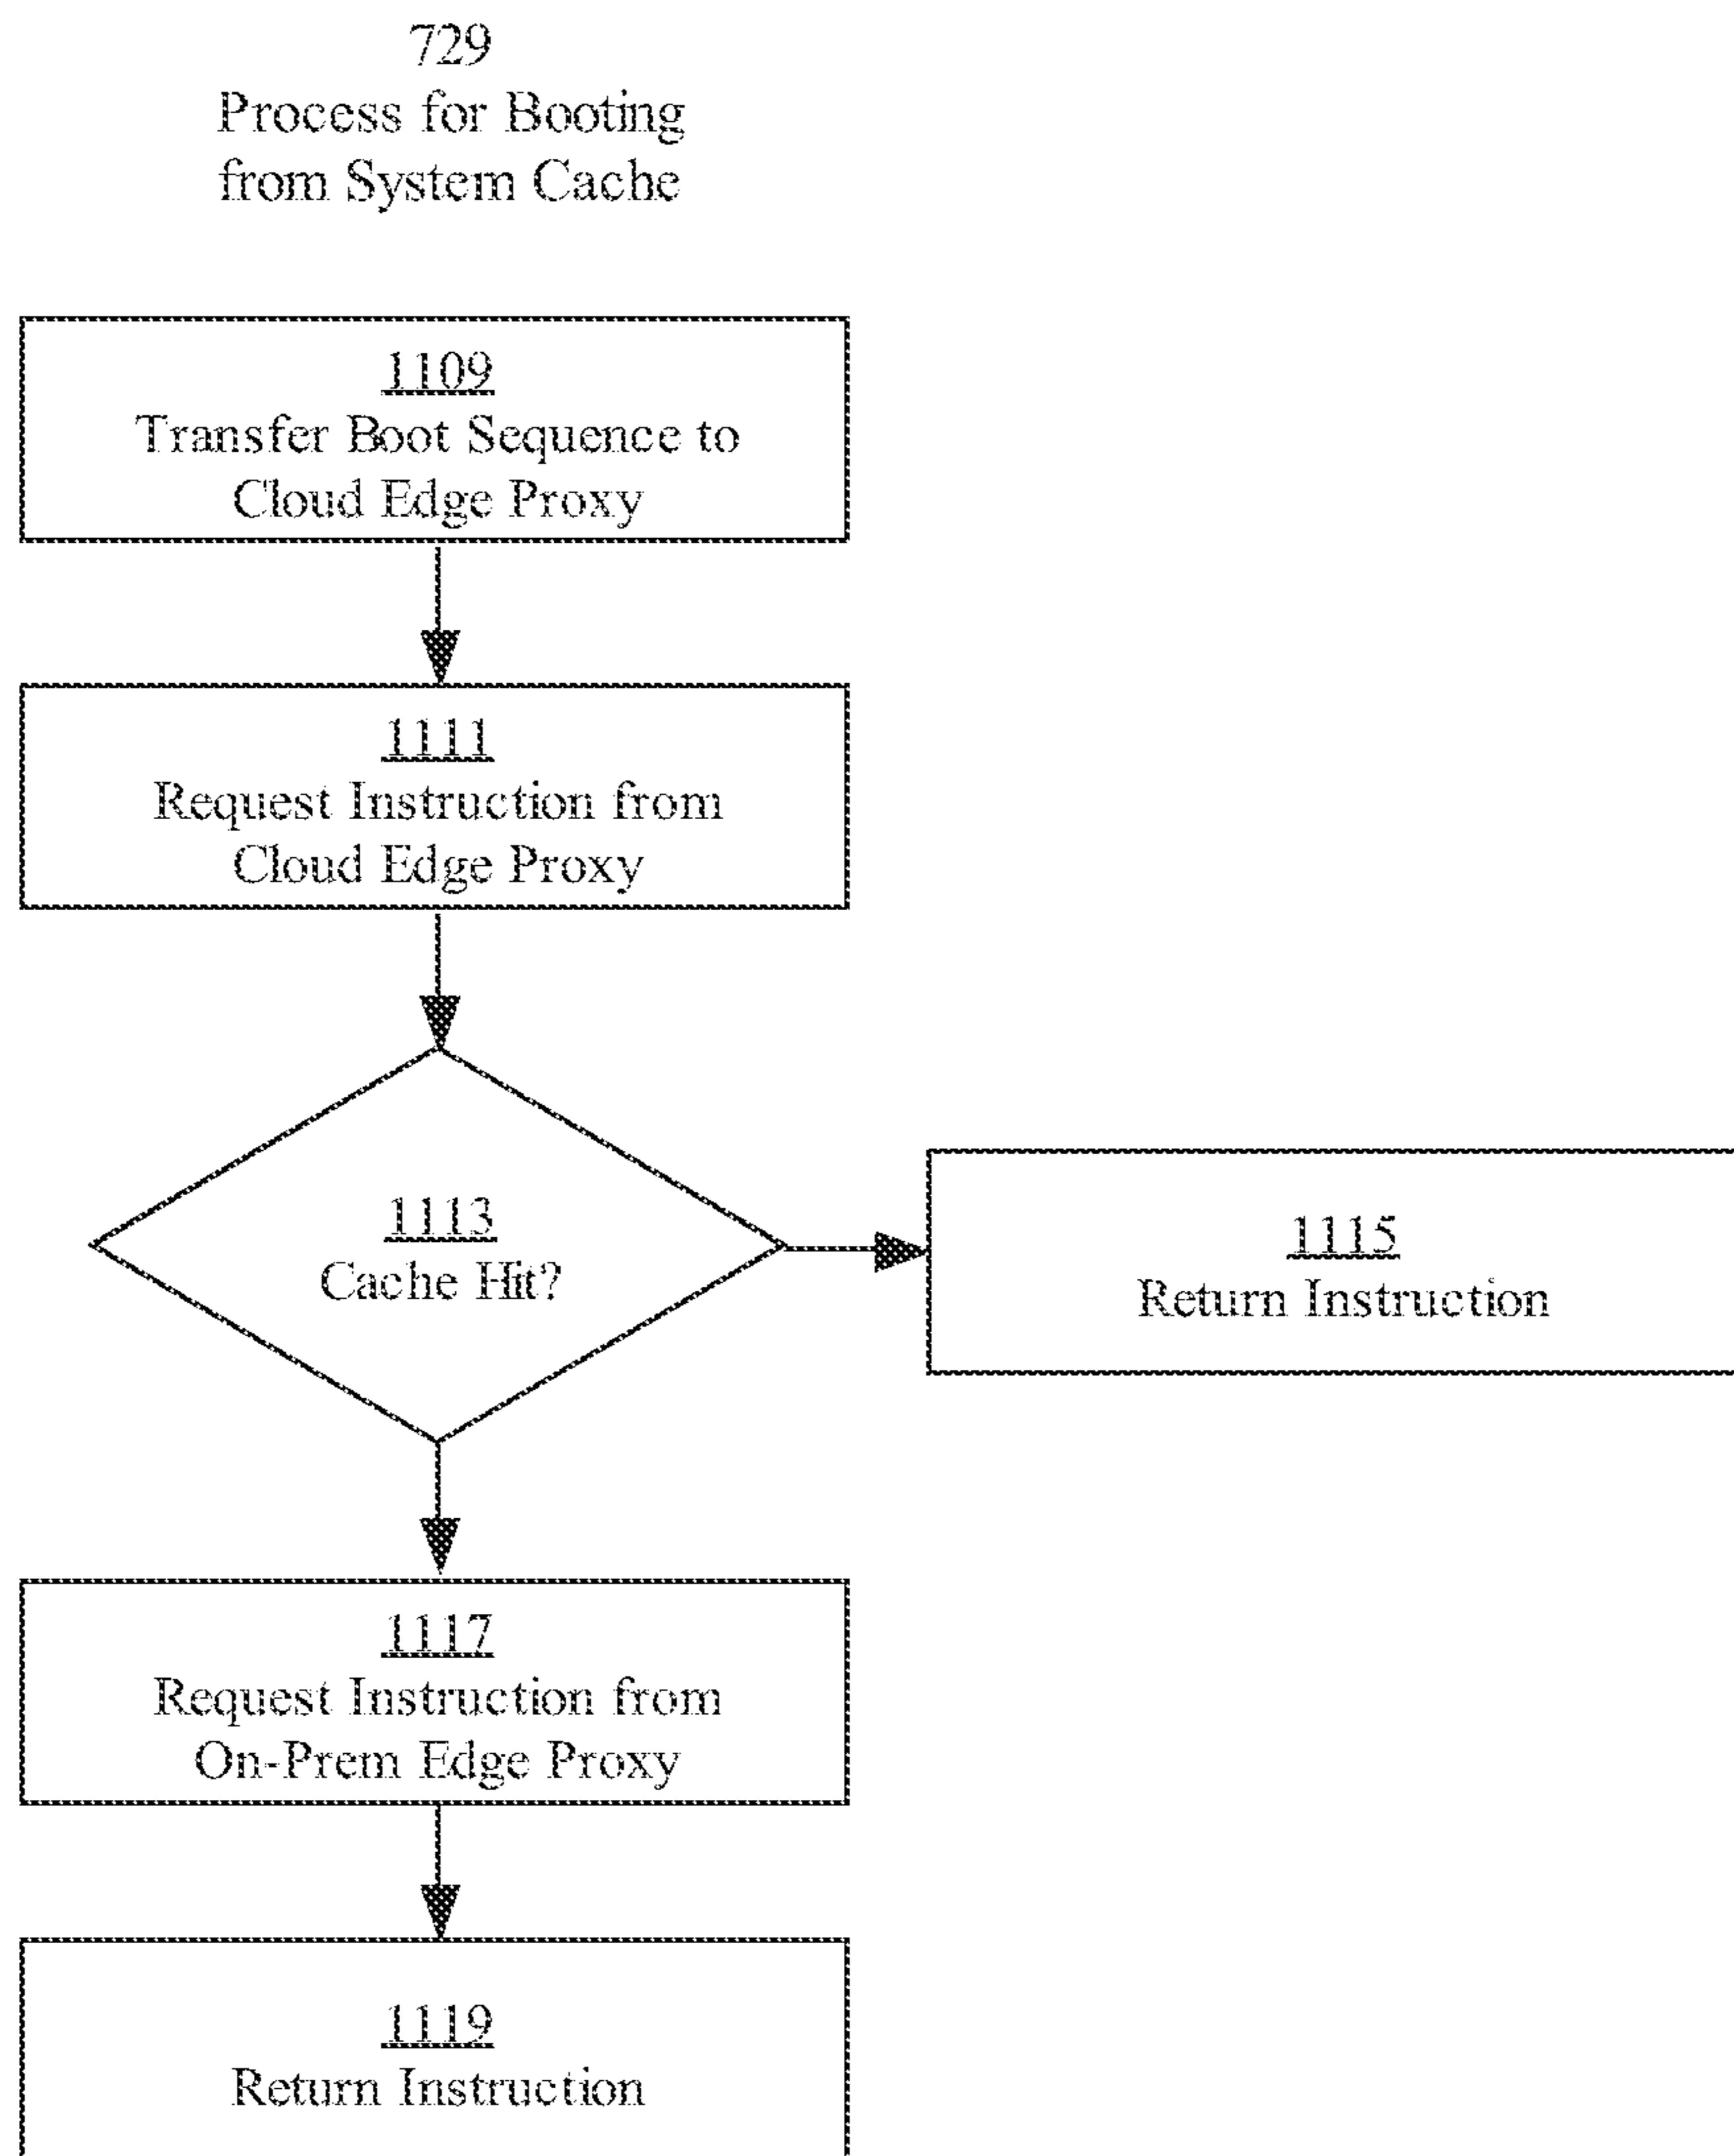 729
Process for Booting
from System Cache
1109
Transfer Boot Sequence to
Cloud Edge Proxy
1111
Request Instruction from
Cloud Edge Proxy
1113
Cache Hit?
1115
Return Instruction
1117
Request Instruction from
On-Prem Edge Proxy
1119
Return Instruction